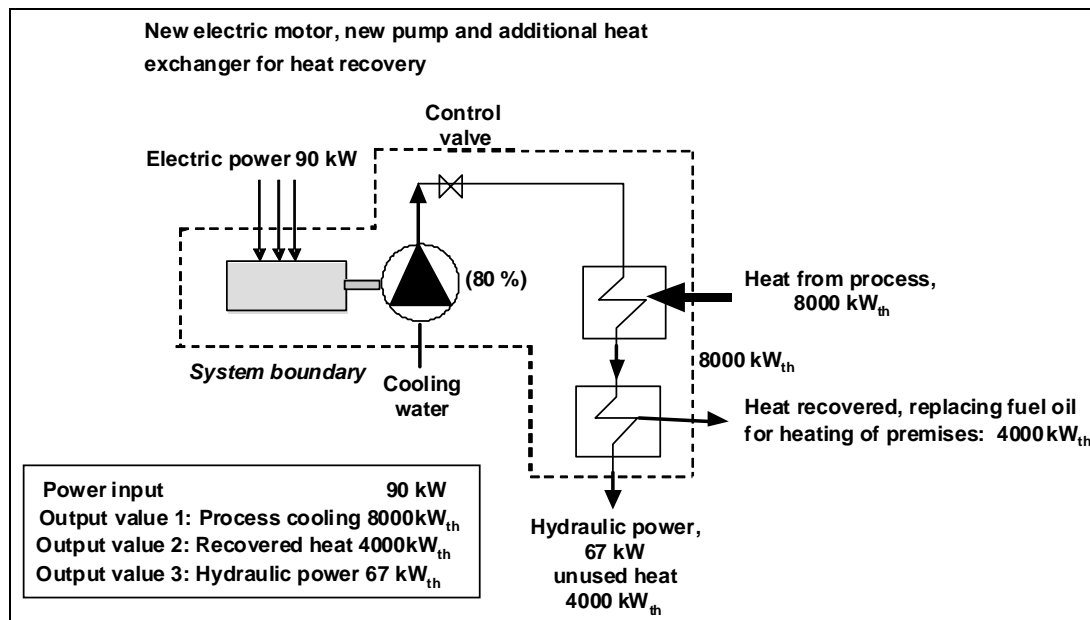 New electric motor, new pump and additional heat
exchanger for heat recovery
Control
valve
Electric power 90 kW
(80 %)
Heat from process,
8000 kWth
System boundary
Cooling
water
8000 kWth
Heat recovered, replacing fuel oil
for heating of premises: 4000 kWth
Power input 90 kW
Output value 1: Process cooling 8000kWth
Output value 2: Recovered heat 4000kWth
Output value 3: Hydraulic power 67 kWth
Hydraulic power,
67 kW
unused heat
4000 kWth